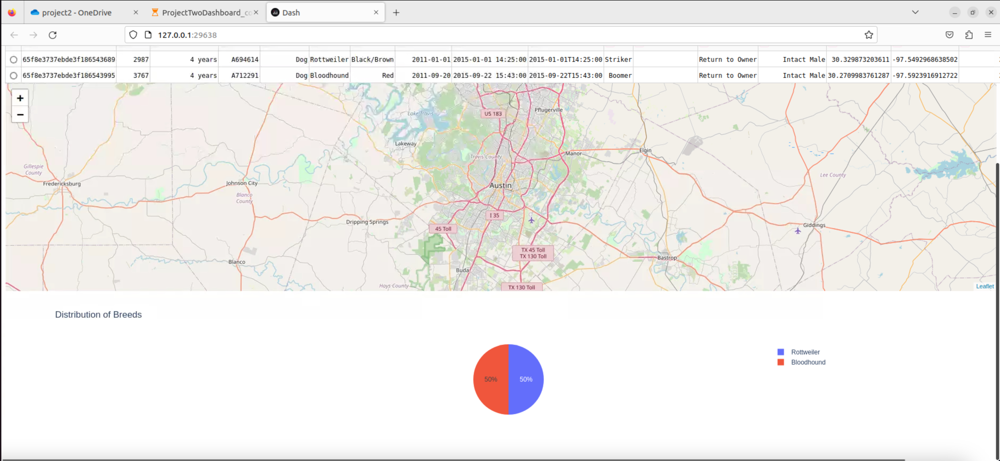 project2 - OneDrive
ProjectTwoDashboard_co
Dash
127.0.0.1:29638
65f8e3737ebde3f186543689 2987 4 years A694614 Dog Rottweiler Black/Brown 2011-01-01 2015-01-01 14:25:00 2015-01-01T14:25:00 Striker Return to Owner Intact Male 30.329873203611 -97.5492968638502
65f8e3737ebde3f186543995 3767 4 years A712291 Dog Bloodhound Red 2011-09-20 2015-09-22 15:43:00 2015-09-22T15:43:00 Boomer Return to Owner Intact Male 30.2709983761287 -97.5923916912722
+
−
Lake Travis
US 183
Pflugerville
Lakeway
Travis County
Manor
Elgin
Gillespie
County
Fredericksburg
Johnson City
Blanco
County
Austin
Lee County
I 35
Dripping Springs
45 Toll
Giddings
TX 45 Toll
TX 130 Toll
Bastrop
Blanco
Buda
Hays County
TX 130 Toll
Leaflet
Distribution of Breeds
50%
50%
Rottweiler
Bloodhound